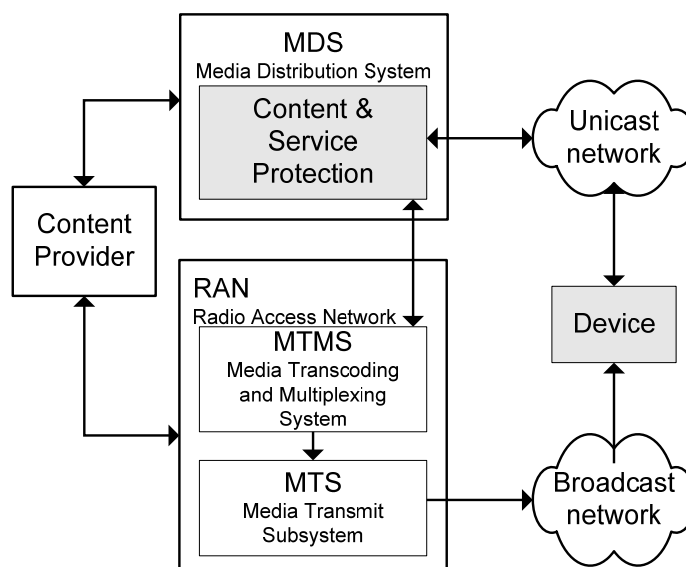 MDS
Media Distribution System
Content &
Service
Protection
Unicast
network
Content
Provider
RAN
Radio Access Network
MTMS
Media Transcoding
and Multiplexing
System
Device
MTS
Media Transmit
Subsystem
Broadcast
network